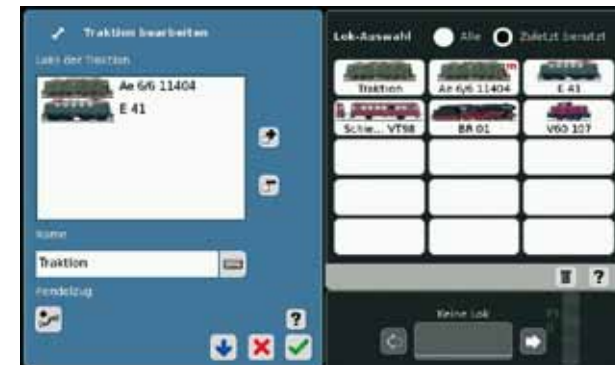 Traktion bearbeiten
Loks der Traktion
Ae 6/6 11404
E 41
Name
Traktion
Pendelzug
?
Lok-Auswahl
Alle
Zuletzt benutzt
Traktion
Ae 6/6 11404
E 41
Schie... VT98
BR 01
V60 107
?
Keine Lok